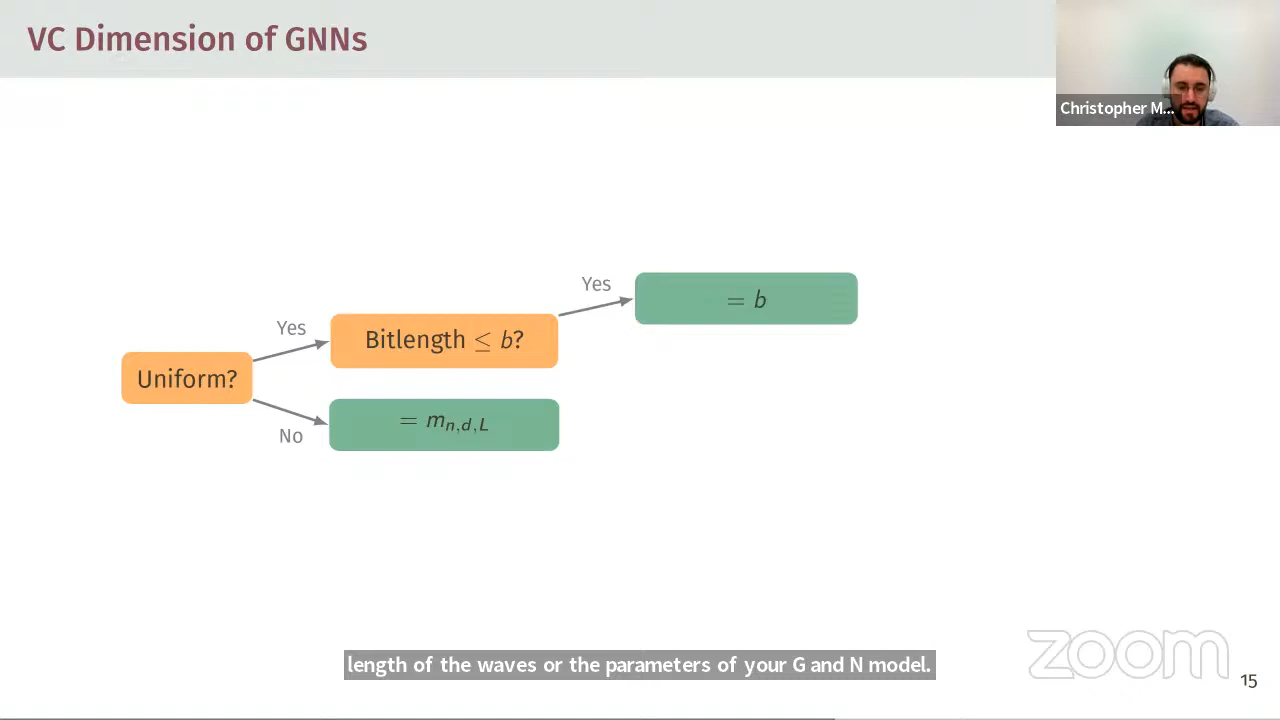 VC Dimension of GNNs
Christopher M...
Yes
= b
Yes
Bitlength ≤ b?
Uniform?
= m_{n,d,L}
No
length of the waves or the parameters of your G and N model.
zoom
15